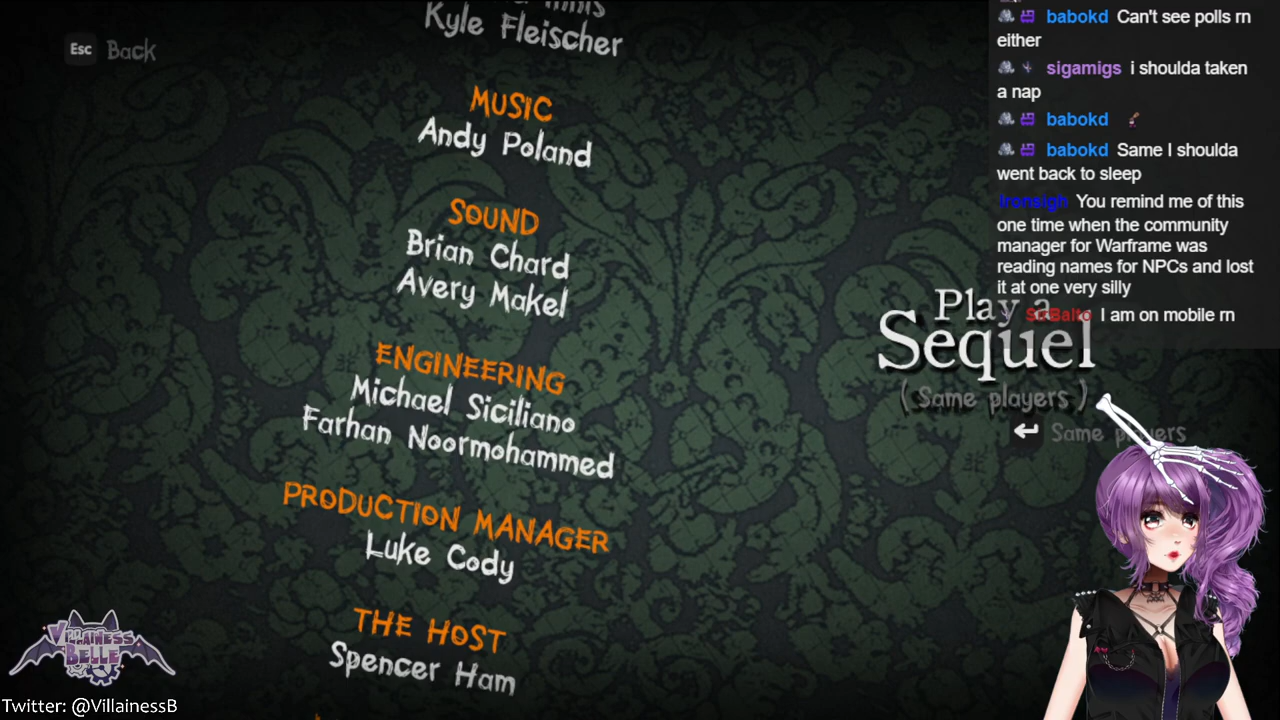 Esc Back
Kyle Fleischer
MUSIC
Andy Poland
SOUND
Brian Chard
Avery Makel
ENGINEERING
Michael Siciliano
Farhan Noormohammed
PRODUCTION MANAGER
Luke Cody
THE HOST
Spencer Ham
Play a
Sequel
(Same players)
Same players
babokd Can't see polls rn
either
sigamigs i shoulda taken
a nap
babokd
babokd Same I shoulda
went back to sleep
Ironsigh You remind me of this
one time when the community
manager for Warframe was
reading names for NPCs and lost
it at one very silly
SirBalto I am on mobile rn
VILLAINESS
BELLE
Twitter: @VillainessB